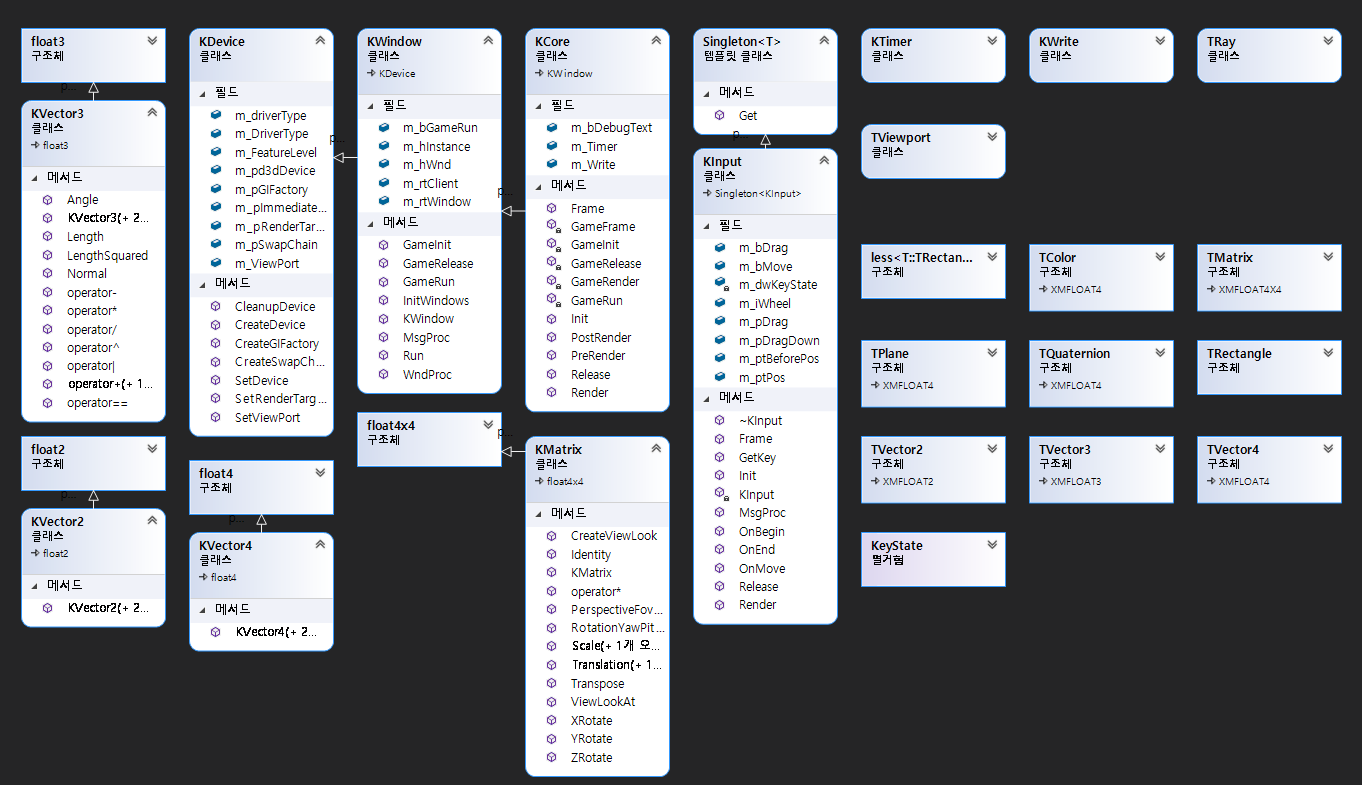 float3
구조체
p...
KVector3
클래스
float3
메서드
Angle
KVector3(+ 2...
Length
LengthSquared
Normal
operator-
operator*
operator/
operator^
operator|
operator+(+ 1...
operator==
float2
구조체
p...
KVector2
클래스
float2
메서드
KVector2(+ 2...
KDevice
클래스
필드
m_driverType
m_DriverType
m_FeatureLevel
m_pd3dDevice
m_pGIFactory
m_pImmediate...
m_pRenderTar...
m_pSwapChain
m_ViewPort
메서드
CleanupDevice
CreateDevice
CreateGIFactory
CreateSwapCh...
SetDevice
SetRenderTarg...
SetViewPort
float4
구조체
p...
KVector4
클래스
float4
메서드
KVector4(+ 2...
p...
KWindow
클래스
KDevice
필드
m_bGameRun
m_hInstance
m_hWnd
m_rtClient
m_rtWindow
메서드
GameInit
GameRelease
GameRun
InitWindows
KWindow
MsgProc
Run
WndProc
float4x4
구조체
p...
KCore
클래스
KWindow
필드
m_bDebugText
m_Timer
m_Write
메서드
Frame
GameFrame
GameInit
GameRelease
GameRender
GameRun
Init
PostRender
PreRender
Release
Render
p...
KMatrix
클래스
float4x4
메서드
CreateViewLook
Identity
KMatrix
operator*
PerspectiveFov...
RotationYawPit...
Scale(+ 1개 오...
Translation(+ 1...
Transpose
ViewLookAt
XRotate
YRotate
ZRotate
Singleton<T>
템플릿 클래스
메서드
Get
p...
KInput
클래스
Singleton<KInput>
필드
m_bDrag
m_bMove
m_dwKeyState
m_iWheel
m_pDrag
m_pDragDown
m_ptBeforePos
m_ptPos
메서드
~KInput
Frame
GetKey
Init
KInput
MsgProc
OnBegin
OnEnd
OnMove
Release
Render
KTimer
클래스
KWrite
클래스
TRay
클래스
TViewport
클래스
less<T::TRectan...
구조체
TColor
구조체
XMFLOAT4
TMatrix
구조체
XMFLOAT4X4
TPlane
구조체
XMFLOAT4
TQuaternion
구조체
XMFLOAT4
TRectangle
구조체
TVector2
구조체
XMFLOAT2
TVector3
구조체
XMFLOAT3
TVector4
구조체
XMFLOAT4
KeyState
열거형